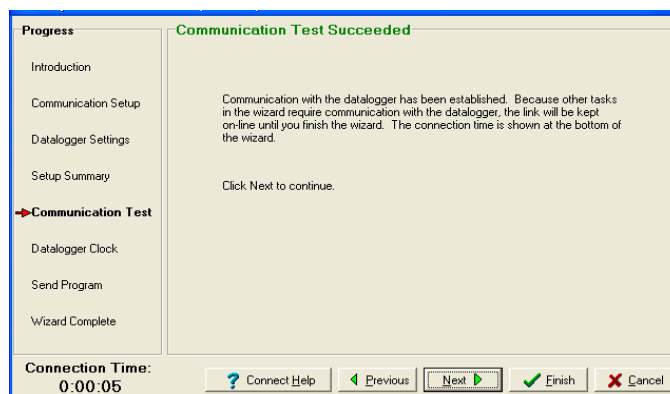 Progress
Introduction
Communication Setup
Datalogger Settings
Setup Summary
Communication Test
Datalogger Clock
Send Program
Wizard Complete
Connection Time:
0:00:05
Communication Test Succeeded
Communication with the datalogger has been established. Because other tasks
in the wizard require communication with the datalogger, the link will be kept
on-line until you finish the wizard. The connection time is shown at the bottom of
the wizard.
Click Next to continue.
? Connect Help
Previous
Next
Finish
Cancel